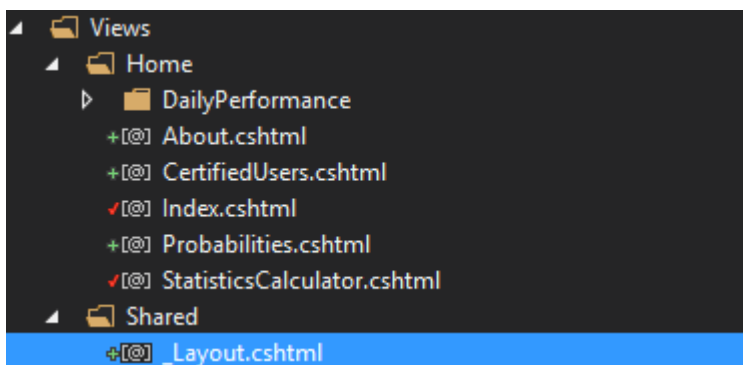 Views
Home
DailyPerformance
+[@] About.cshtml
+[@] CertifiedUsers.cshtml
[@] Index.cshtml
+[@] Probabilities.cshtml
[@] StatisticsCalculator.cshtml
Shared
+[@] _Layout.cshtml